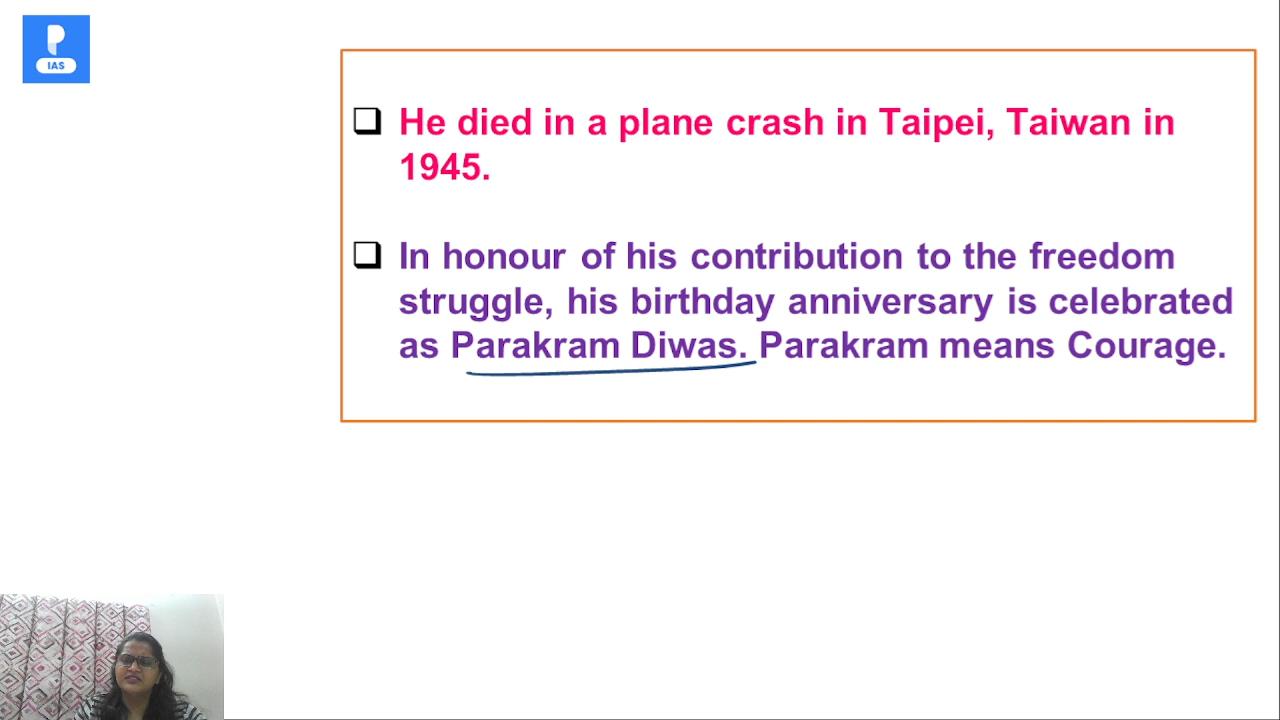 IAS
❑ He died in a plane crash in Taipei, Taiwan in
1945.
❑ In honour of his contribution to the freedom
struggle, his birthday anniversary is celebrated
as Parakram Diwas. Parakram means Courage.